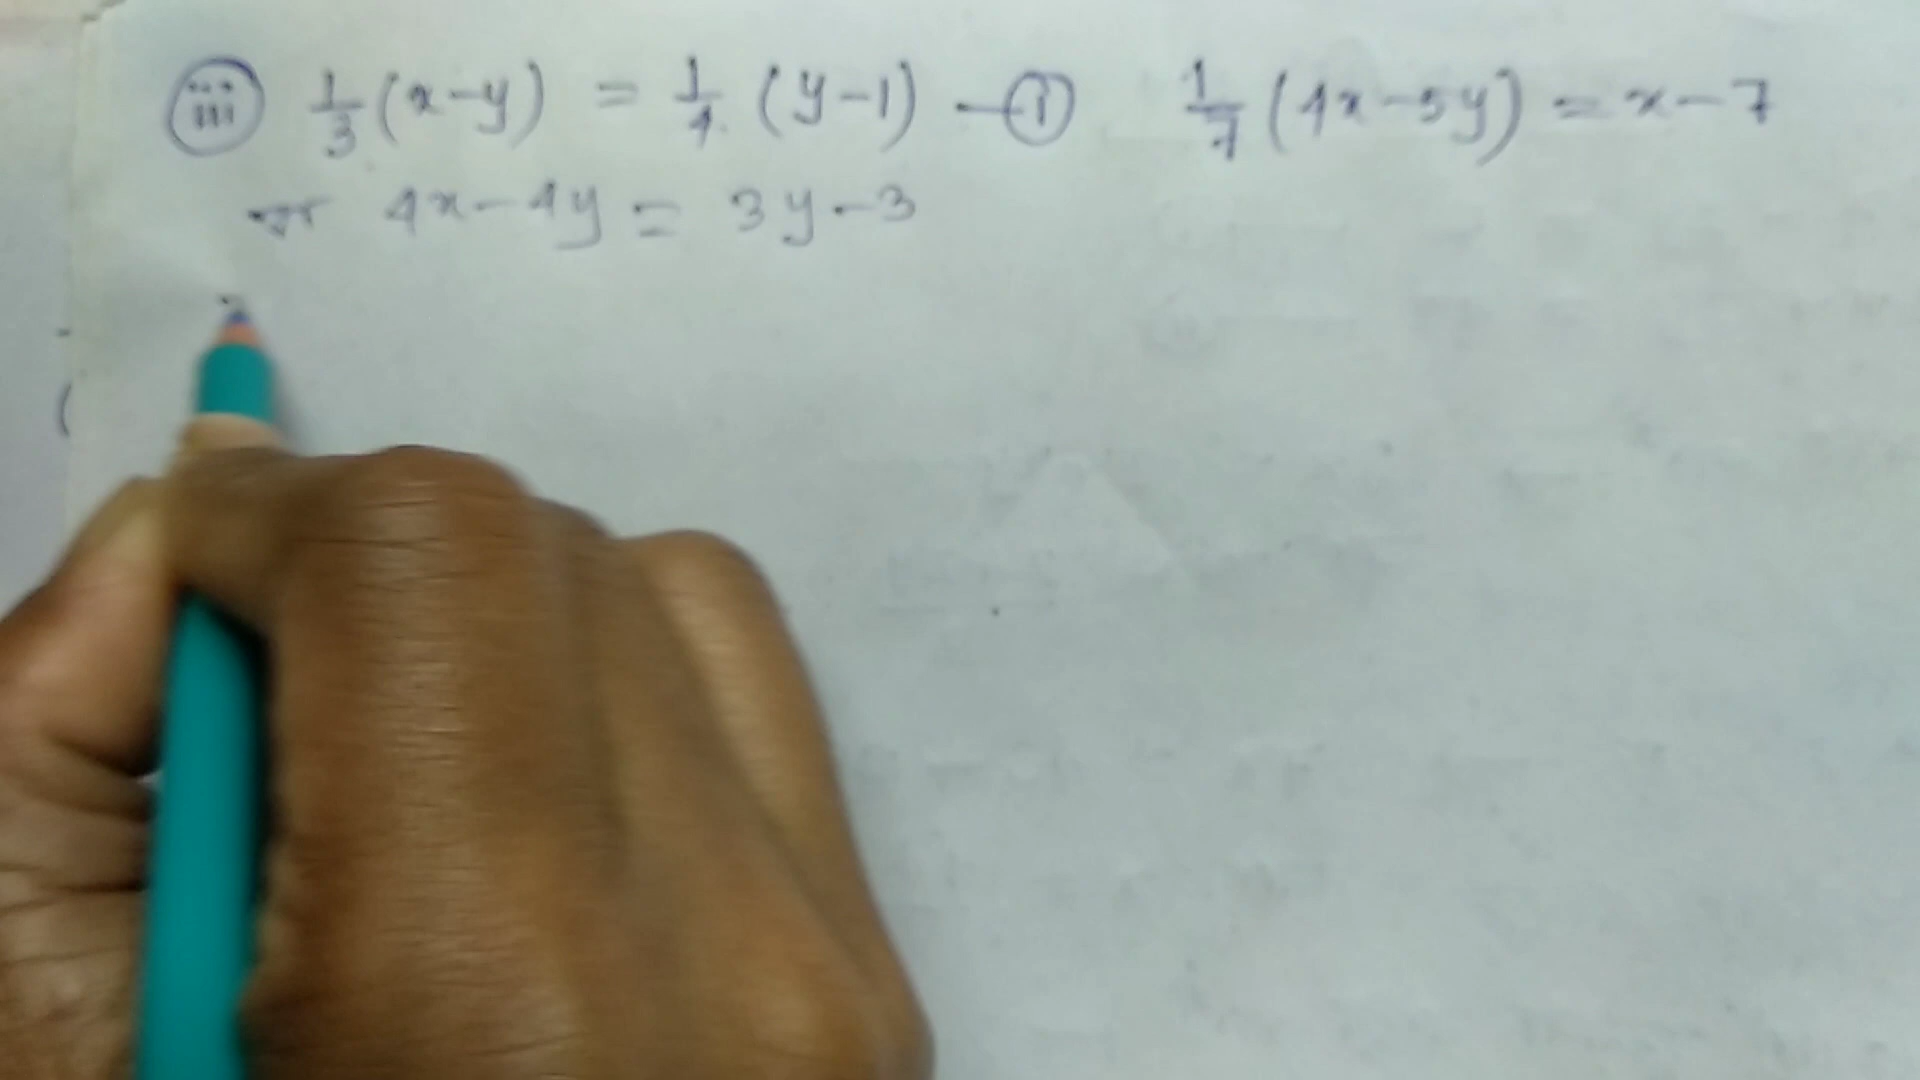 (iii) 1/3 (x-y) = 1/4 (y-1) —① 1/7 (4x-5y) = x-7
বা 4x-4y = 3y-3